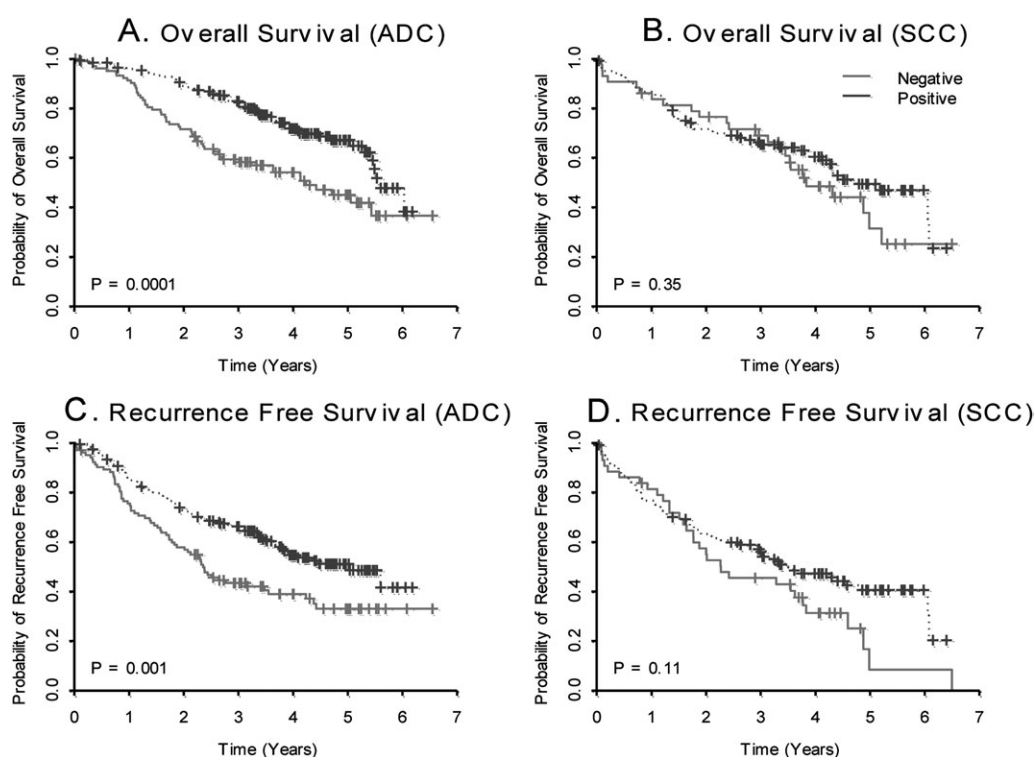 A. Overall Survival (ADC)
Probability of Overall Survival
1.0
0.8
0.6
0.4
0.2
0.0
P = 0.0001
0 1 2 3 4 5 6 7
Time (Years)
B. Overall Survival (SCC)
Probability of Overall Survival
1.0
0.8
0.6
0.4
0.2
0.0
Negative
Positive
P = 0.35
0 1 2 3 4 5 6 7
Time (Years)
C. Recurrence Free Survival (ADC)
Probability of Recurrence Free Survival
1.0
0.8
0.6
0.4
0.2
0.0
P = 0.001
0 1 2 3 4 5 6 7
Time (Years)
D. Recurrence Free Survival (SCC)
Probability of Recurrence Free Survival
1.0
0.8
0.6
0.4
0.2
0.0
P = 0.11
0 1 2 3 4 5 6 7
Time (Years)